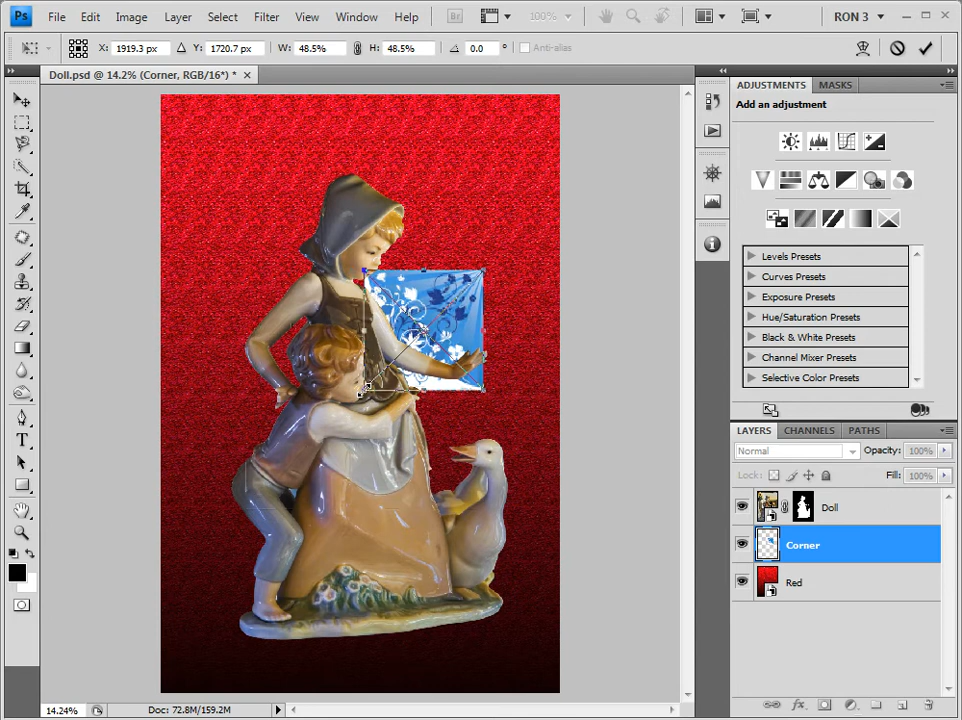 Ps File Edit Image Layer Select Filter View Window Help Br 100% RON 3
X: 1919.3 px Y: 1720.7 px W: 48.5% H: 48.5% 0.0 ° Anti-alias
Doll.psd @ 14.2% (Corner, RGB/16*) *
ADJUSTMENTS MASKS
Add an adjustment
Levels Presets
Curves Presets
Exposure Presets
Hue/Saturation Presets
Black & White Presets
Channel Mixer Presets
Selective Color Presets
LAYERS CHANNELS PATHS
Normal Opacity: 100%
Lock: Fill: 100%
Doll
Corner
Red
14.24% Doc: 72.8M/159.2M